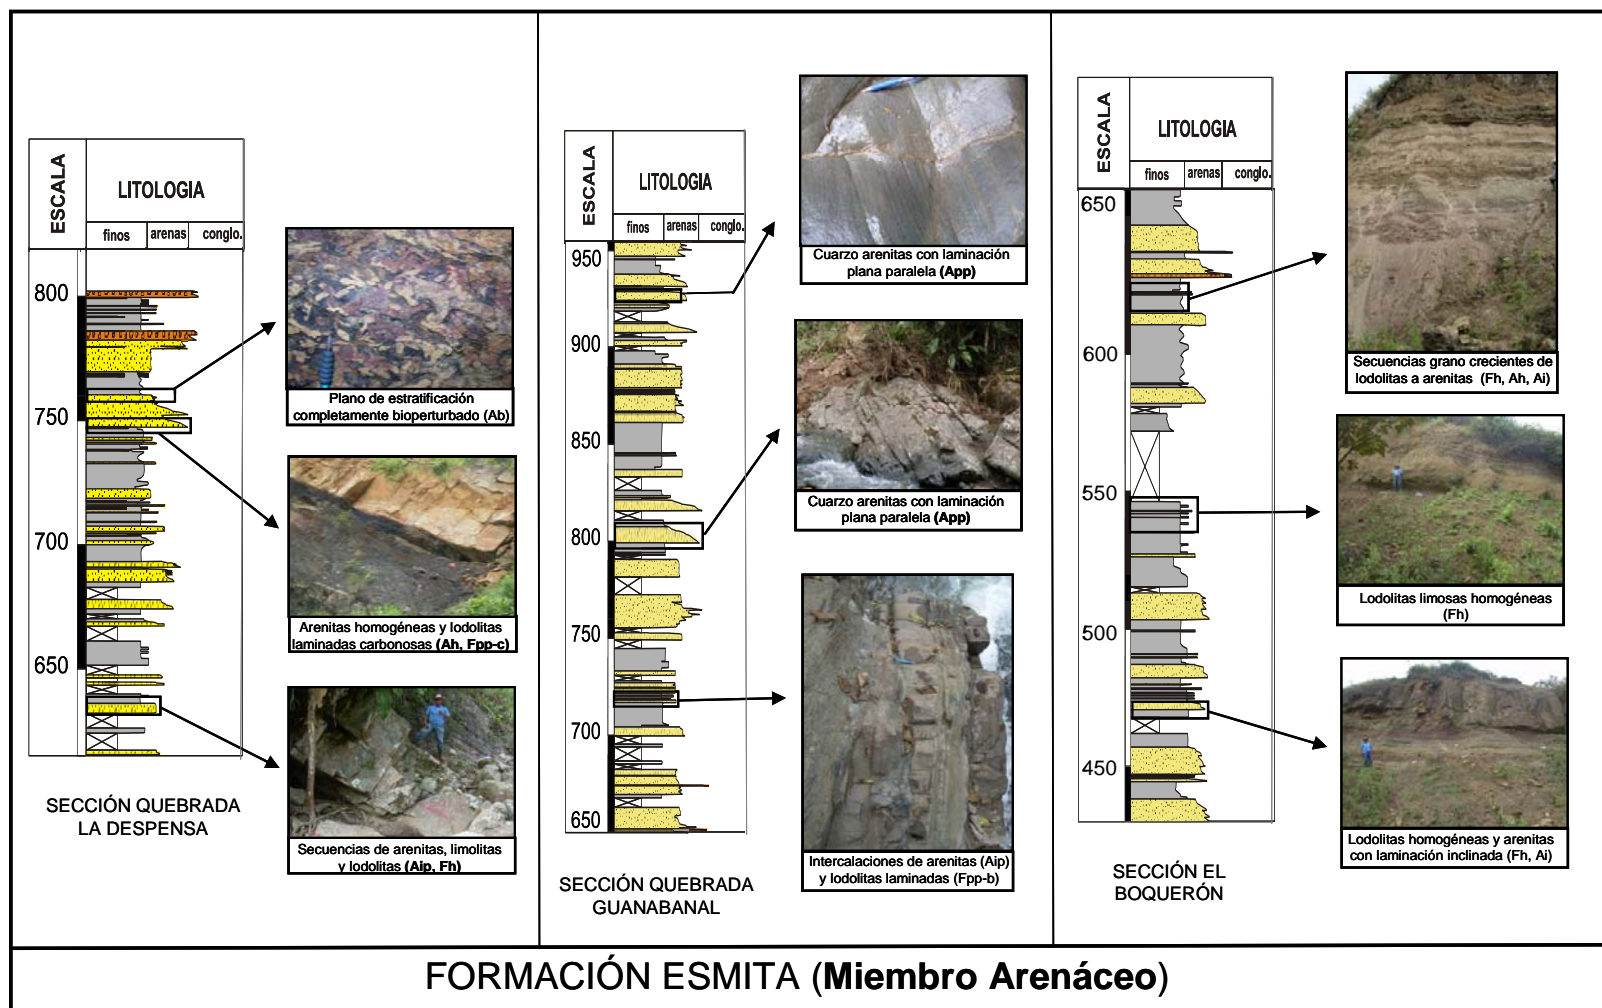 ESCALA
LITOLOGIA
finos
arenas
conglo.
800
750
700
650
Plano de estratificación
completamente bioperturbado (Ab)
Arenitas homogéneas y lodolitas
laminadas carbonosas (Ah, Fpp-c)
Secuencias de arenitas, limolitas
y lodolitas (Aip, Fh)
SECCIÓN QUEBRADA
LA DESPENSA
ESCALA
LITOLOGIA
finos
arenas
conglo.
950
900
850
800
750
700
650
Cuarzo arenitas con laminación
plana paralela (App)
Cuarzo arenitas con laminación
plana paralela (App)
Intercalaciones de arenitas (Aip)
y lodolitas laminadas (Fpp-b)
SECCIÓN QUEBRADA
GUANABANAL
ESCALA
LITOLOGIA
finos
arenas
conglo.
650
600
550
500
450
Secuencias grano crecientes de
lodolitas a arenitas (Fh, Ah, Ai)
Lodolitas limosas homogéneas
(Fh)
Lodolitas homogéneas y arenitas
con laminación inclinada (Fh, Ai)
SECCIÓN EL
BOQUERÓN
FORMACIÓN ESMITA (Miembro Arenáceo)